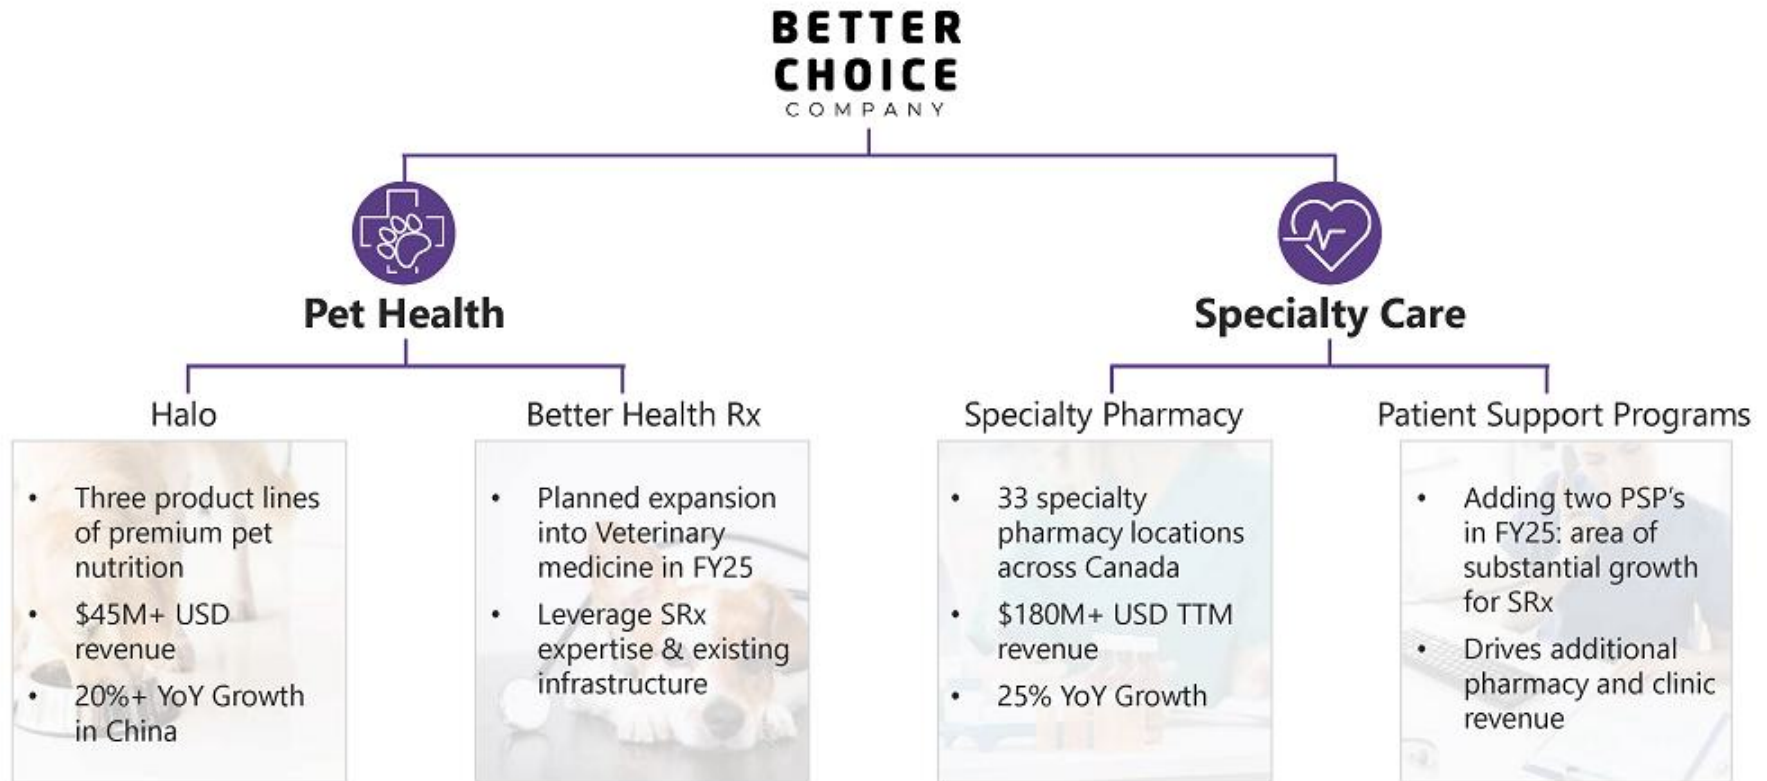 BETTER
CHOICE
COMPANY
Pet Health
Specialty Care
Halo
• Three product lines
of premium pet
nutrition
• $45M+ USD
revenue
• 20%+ YoY Growth
in China
Better Health Rx
• Planned expansion
into Veterinary
medicine in FY25
• Leverage SRx
expertise & existing
infrastructure
Specialty Pharmacy
• 33 specialty
pharmacy locations
across Canada
• $180M+ USD TTM
revenue
• 25% YoY Growth
Patient Support Programs
• Adding two PSP's
in FY25: area of
substantial growth
for SRx
• Drives additional
pharmacy and clinic
revenue